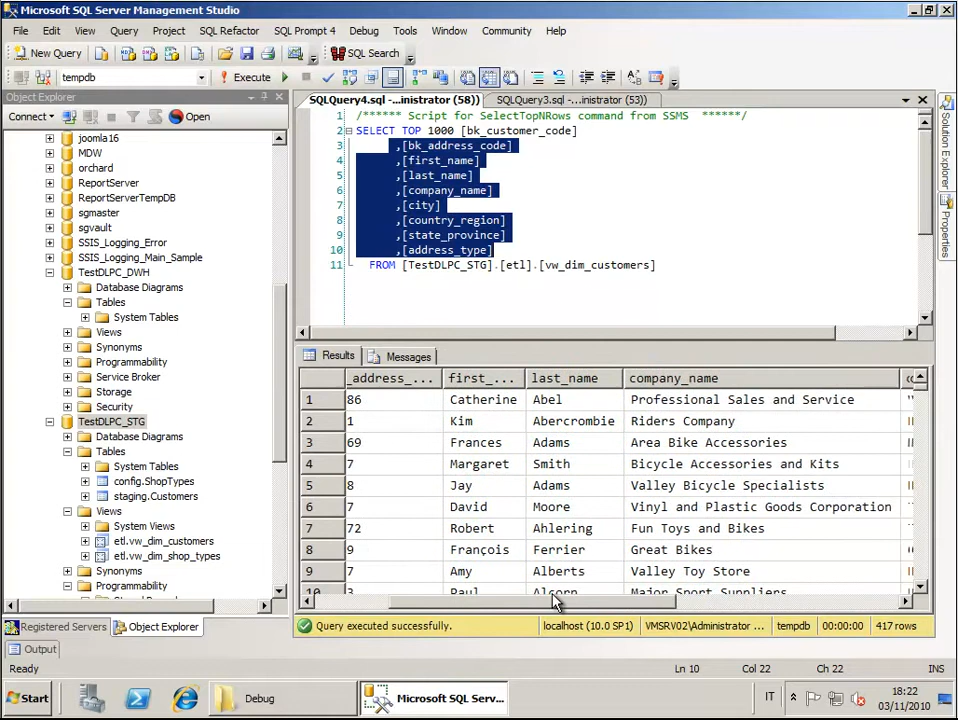 Microsoft SQL Server Management Studio
File Edit View Query Project SQL Refactor SQL Prompt 4 Debug Tools Window Community Help
New Query SQL Search
tempdb Execute
Object Explorer
Connect Open
joomla16
MDW
orchard
ReportServer
ReportServerTempDB
sgmaster
sgvault
SSIS_Logging_Error
SSIS_Logging_Main_Sample
TestDLPC_DWH
Database Diagrams
Tables
System Tables
Views
Synonyms
Programmability
Service Broker
Storage
Security
TestDLPC_STG
Database Diagrams
Tables
System Tables
config.ShopTypes
staging.Customers
Views
System Views
etl.vw_dim_customers
etl.vw_dim_shop_types
Synonyms
Programmability
Registered Servers Object Explorer
SQLQuery4.sql -...inistrator (58)) SQLQuery3.sql -...inistrator (53))
1 /****** Script for SelectTopNRows command from SSMS ******/
2 SELECT TOP 1000 [bk_customer_code]
3 ,[bk_address_code]
4 ,[first_name]
5 ,[last_name]
6 ,[company_name]
7 ,[city]
8 ,[country_region]
9 ,[state_province]
10 ,[address_type]
11 FROM [TestDLPC_STG].[etl].[vw_dim_customers]
Results Messages
_address_... first_... last_name company_name
1 86 Catherine Abel Professional Sales and Service
2 1 Kim Abercrombie Riders Company
3 69 Frances Adams Area Bike Accessories
4 7 Margaret Smith Bicycle Accessories and Kits
5 8 Jay Adams Valley Bicycle Specialists
6 7 David Moore Vinyl and Plastic Goods Corporation
7 72 Robert Ahlering Fun Toys and Bikes
8 9 François Ferrier Great Bikes
9 7 Amy Alberts Valley Toy Store
10 3 Paul Alcorn Major Sport Suppliers
Query executed successfully. localhost (10.0 SP1) VMSRV02\Administrator ... tempdb 00:00:00 417 rows
Solution Explorer
Properties
Output
Ready Ln 10 Col 22 Ch 22 INS
Start Debug Microsoft SQL Serv... IT 18:22
03/11/2010